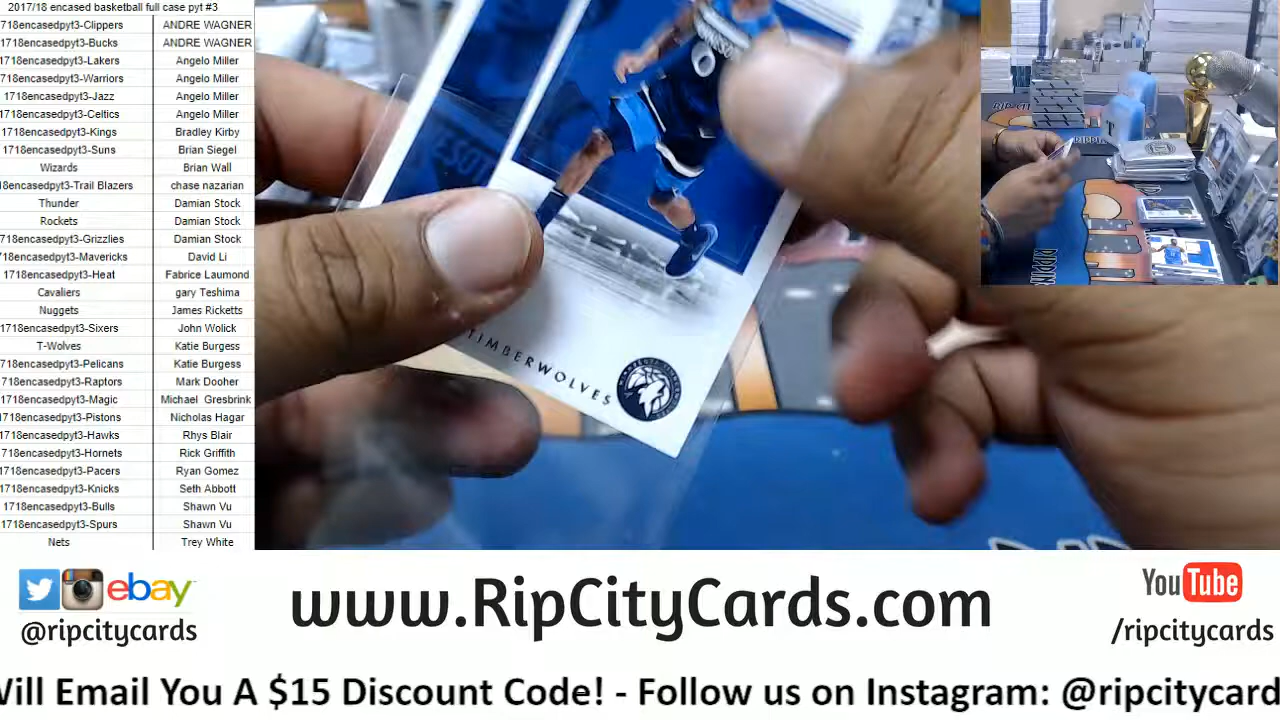 2017/18 encased basketball full case pyt #3
1718encasedpyt3-Clippers ANDRE WAGNER
1718encasedpyt3-Bucks ANDRE WAGNER
1718encasedpyt3-Lakers Angelo Miller
1718encasedpyt3-Warriors Angelo Miller
1718encasedpyt3-Jazz Angelo Miller
1718encasedpyt3-Celtics Angelo Miller
1718encasedpyt3-Kings Bradley Kirby
1718encasedpyt3-Suns Brian Siegel
Wizards Brian Wall
18encasedpyt3-Trail Blazers chase nazarian
Thunder Damian Stock
Rockets Damian Stock
718encasedpyt3-Grizzlies Damian Stock
718encasedpyt3-Mavericks David Li
1718encasedpyt3-Heat Fabrice Laumond
Cavaliers gary Teshima
Nuggets James Ricketts
1718encasedpyt3-Sixers John Wolick
T-Wolves Katie Burgess
718encasedpyt3-Pelicans Katie Burgess
718encasedpyt3-Raptors Mark Dooher
1718encasedpyt3-Magic Michael Gresbrink
1718encasedpyt3-Pistons Nicholas Hagar
1718encasedpyt3-Hawks Rhys Blair
718encasedpyt3-Hornets Rick Griffith
1718encasedpyt3-Pacers Ryan Gomez
1718encasedpyt3-Knicks Seth Abbott
1718encasedpyt3-Bulls Shawn Vu
1718encasedpyt3-Spurs Shawn Vu
Nets Trey White
TIMBERWOLVES
ebay
@ripcitycards
www.RipCityCards.com
YouTube
/ripcitycards
Will Email You A $15 Discount Code! - Follow us on Instagram: @ripcitycard